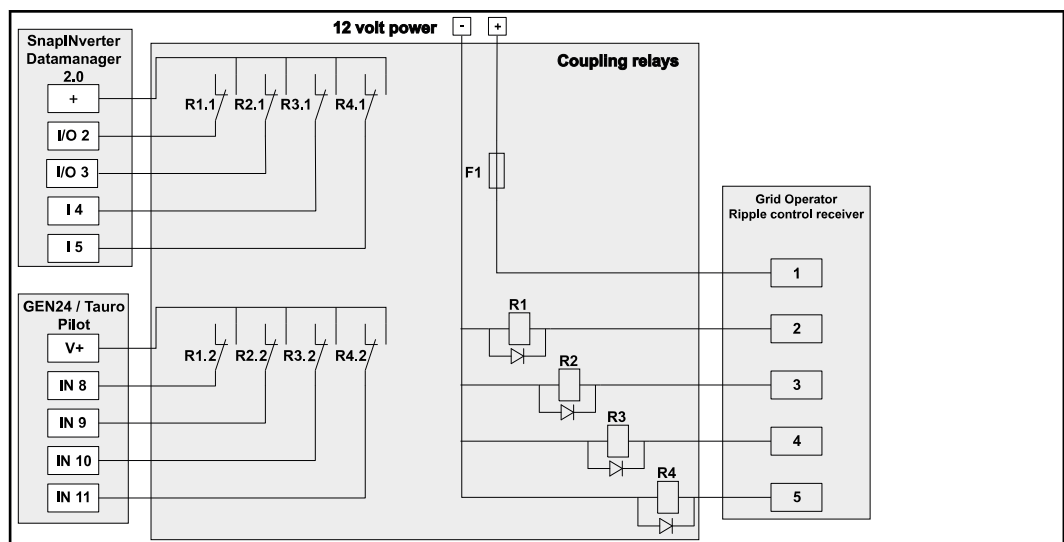 12 volt power - +
SnapINverter
Datamanager
2.0
+
I/O 2
I/O 3
I 4
I 5
R1.1 R2.1 R3.1 R4.1
Coupling relays
F1
Grid Operator
Ripple control receiver
1
2
3
4
5
GEN24 / Tauro
Pilot
V+
IN 8
IN 9
IN 10
IN 11
R1.2 R2.2 R3.2 R4.2
R1
R2
R3
R4